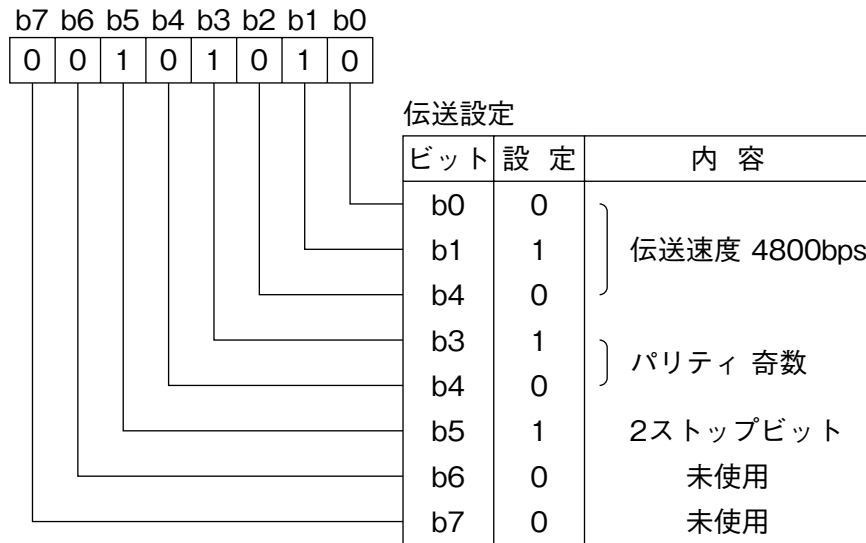 b7 b6 b5 b4 b3 b2 b1 b0
0 0 1 0 1 0 1 0
伝送設定
ビット 設 定 内 容
b0 0
b1 1 伝送速度 4800bps
b4 0
b3 1
パリティ 奇数
b4 0
b5 1 2ストップビット
b6 0 未使用
b7 0 未使用